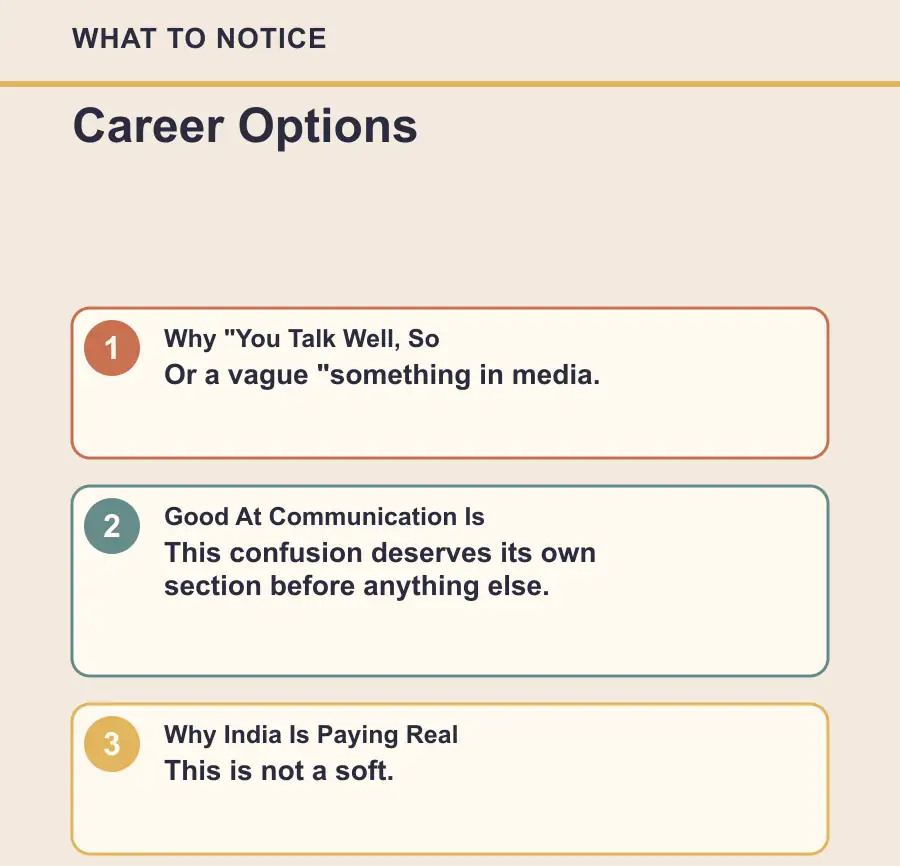 WHAT TO NOTICE
Career Options
1
Why "You Talk Well, So
Or a vague "something in media.
2
Good At Communication Is
This confusion deserves its own
section before anything else.
3
Why India Is Paying Real
This is not a soft.